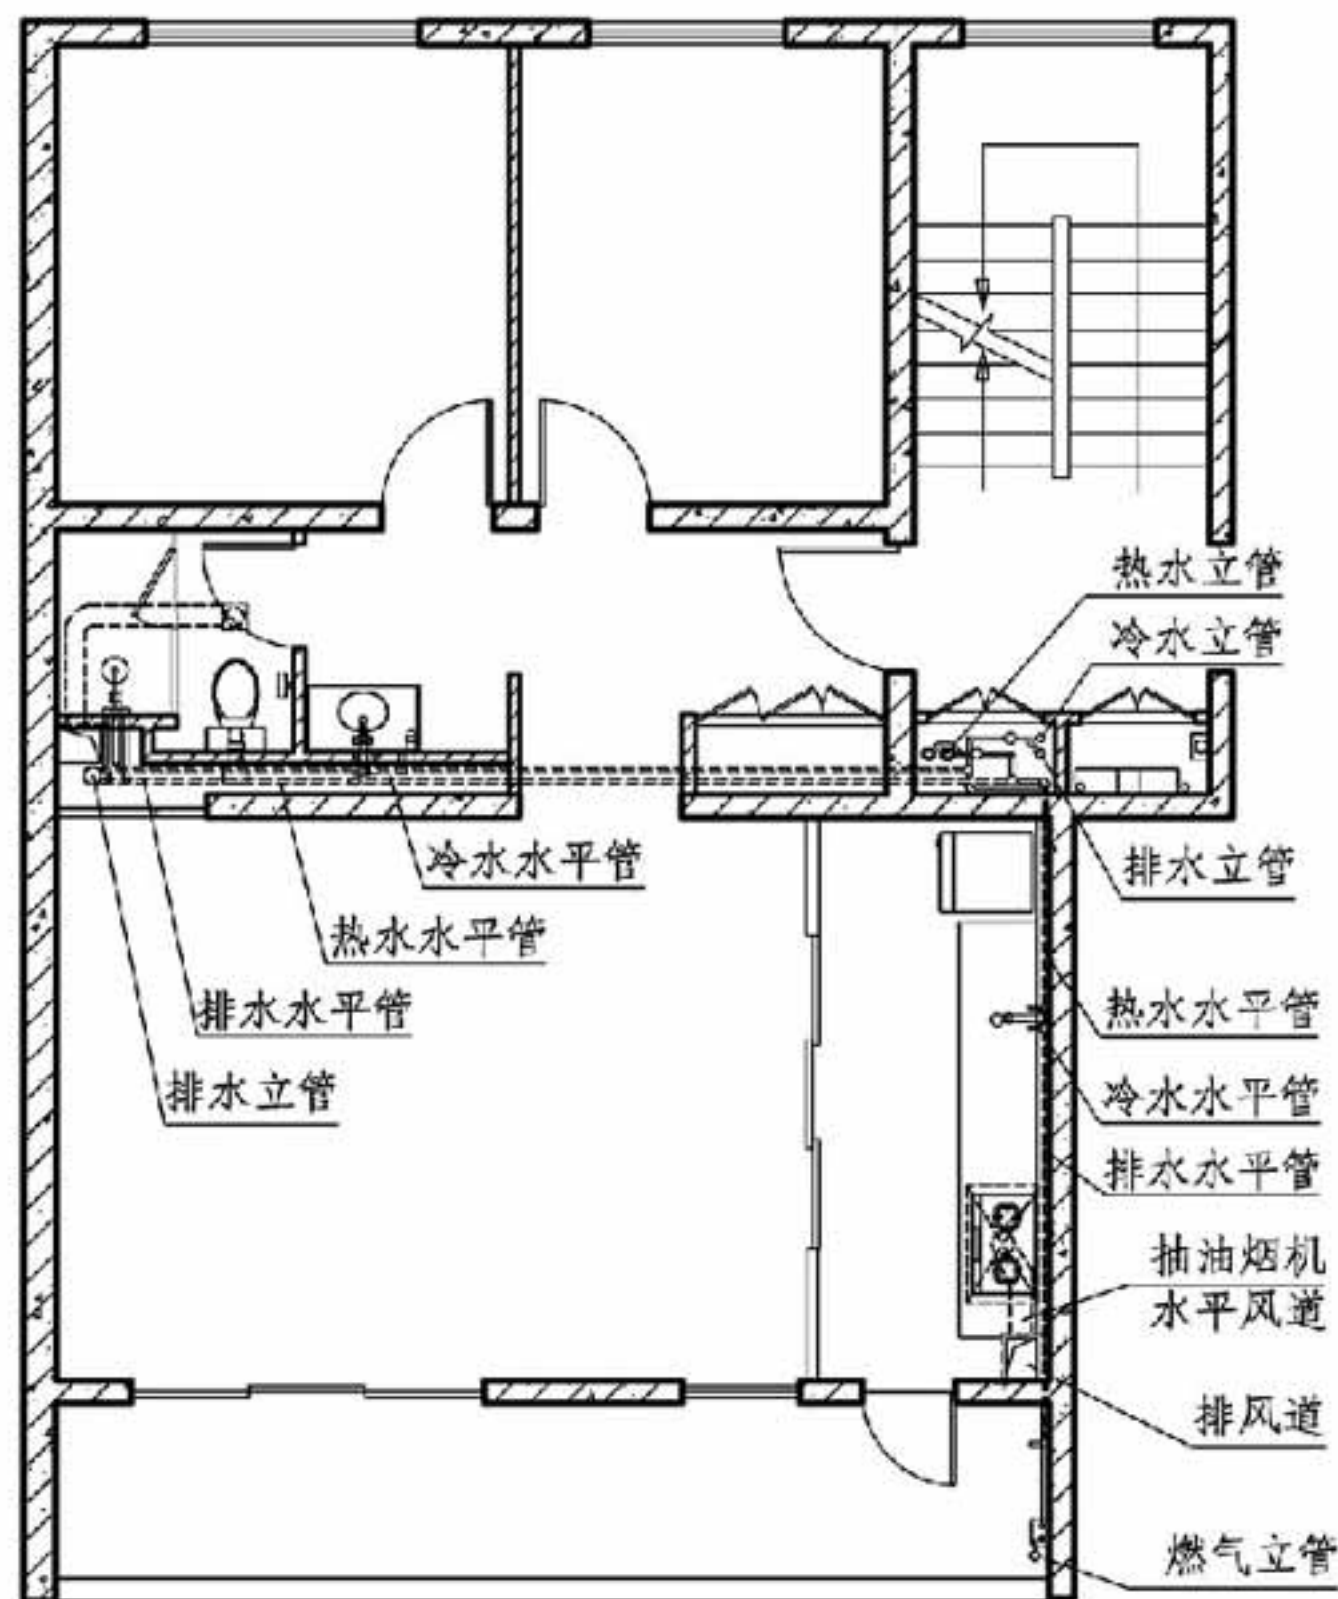 热水立管
冷水立管
冷水水平管
排水立管
热水水平管
排水水平管
热水水平管
排水立管
冷水水平管
排水水平管
抽油烟机
水平风道
排风道
燃气立管